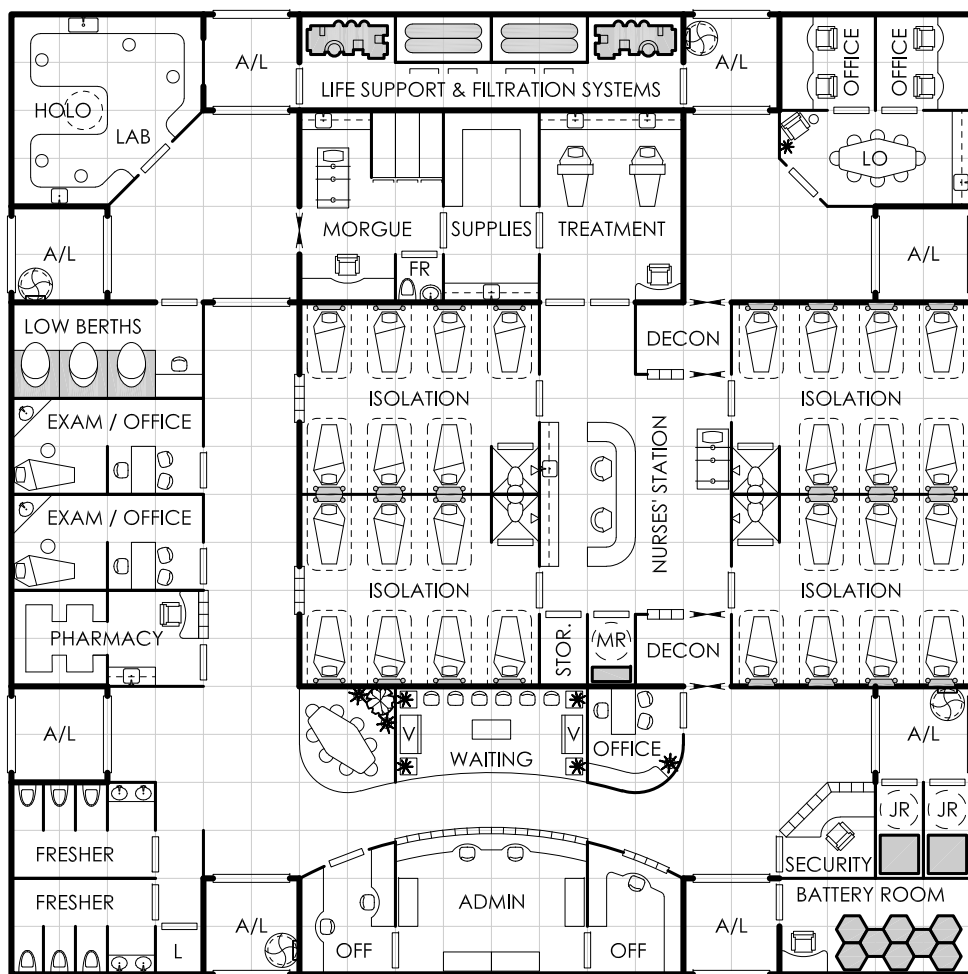 A/L
A/L
OFFICE
OFFICE
LIFE SUPPORT & FILTRATION SYSTEMS
HOLO
LAB
LO
MORGUE
SUPPLIES
TREATMENT
A/L
A/L
FR
LOW BERTHS
DECON
ISOLATION
ISOLATION
EXAM / OFFICE
NURSES' STATION
EXAM / OFFICE
ISOLATION
ISOLATION
PHARMACY
STOR.
MR
DECON
A/L
V
V
WAITING
OFFICE
A/L
JR
JR
FRESHER
SECURITY
FRESHER
ADMIN
BATTERY ROOM
A/L
A/L
L
OFF
OFF